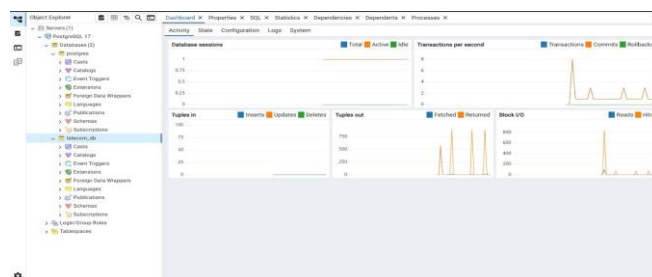 Object Explorer
Dashboard × Properties × SQL × Statistics × Dependencies × Dependents × Processes ×
Servers (1)
PostgreSQL 17
Databases (2)
postgres
Casts
Catalogs
Event Triggers
Extensions
Foreign Data Wrappers
Languages
Publications
Schemas
Subscriptions
telecom_db
Casts
Catalogs
Event Triggers
Extensions
Foreign Data Wrappers
Languages
Publications
Schemas
Subscriptions
Login/Group Roles
Tablespaces
Activity State Configuration Logs System
Database sessions Total Active Idle
1
0.75
0.5
0.25
0
Transactions per second Transactions Commits Rollback
8
6
4
2
0
Tuples in Inserts Updates Deletes
100
75
50
25
0
Tuples out Fetched Returned
750
500
250
0
Block I/O Reads Hit
800
600
400
200
0